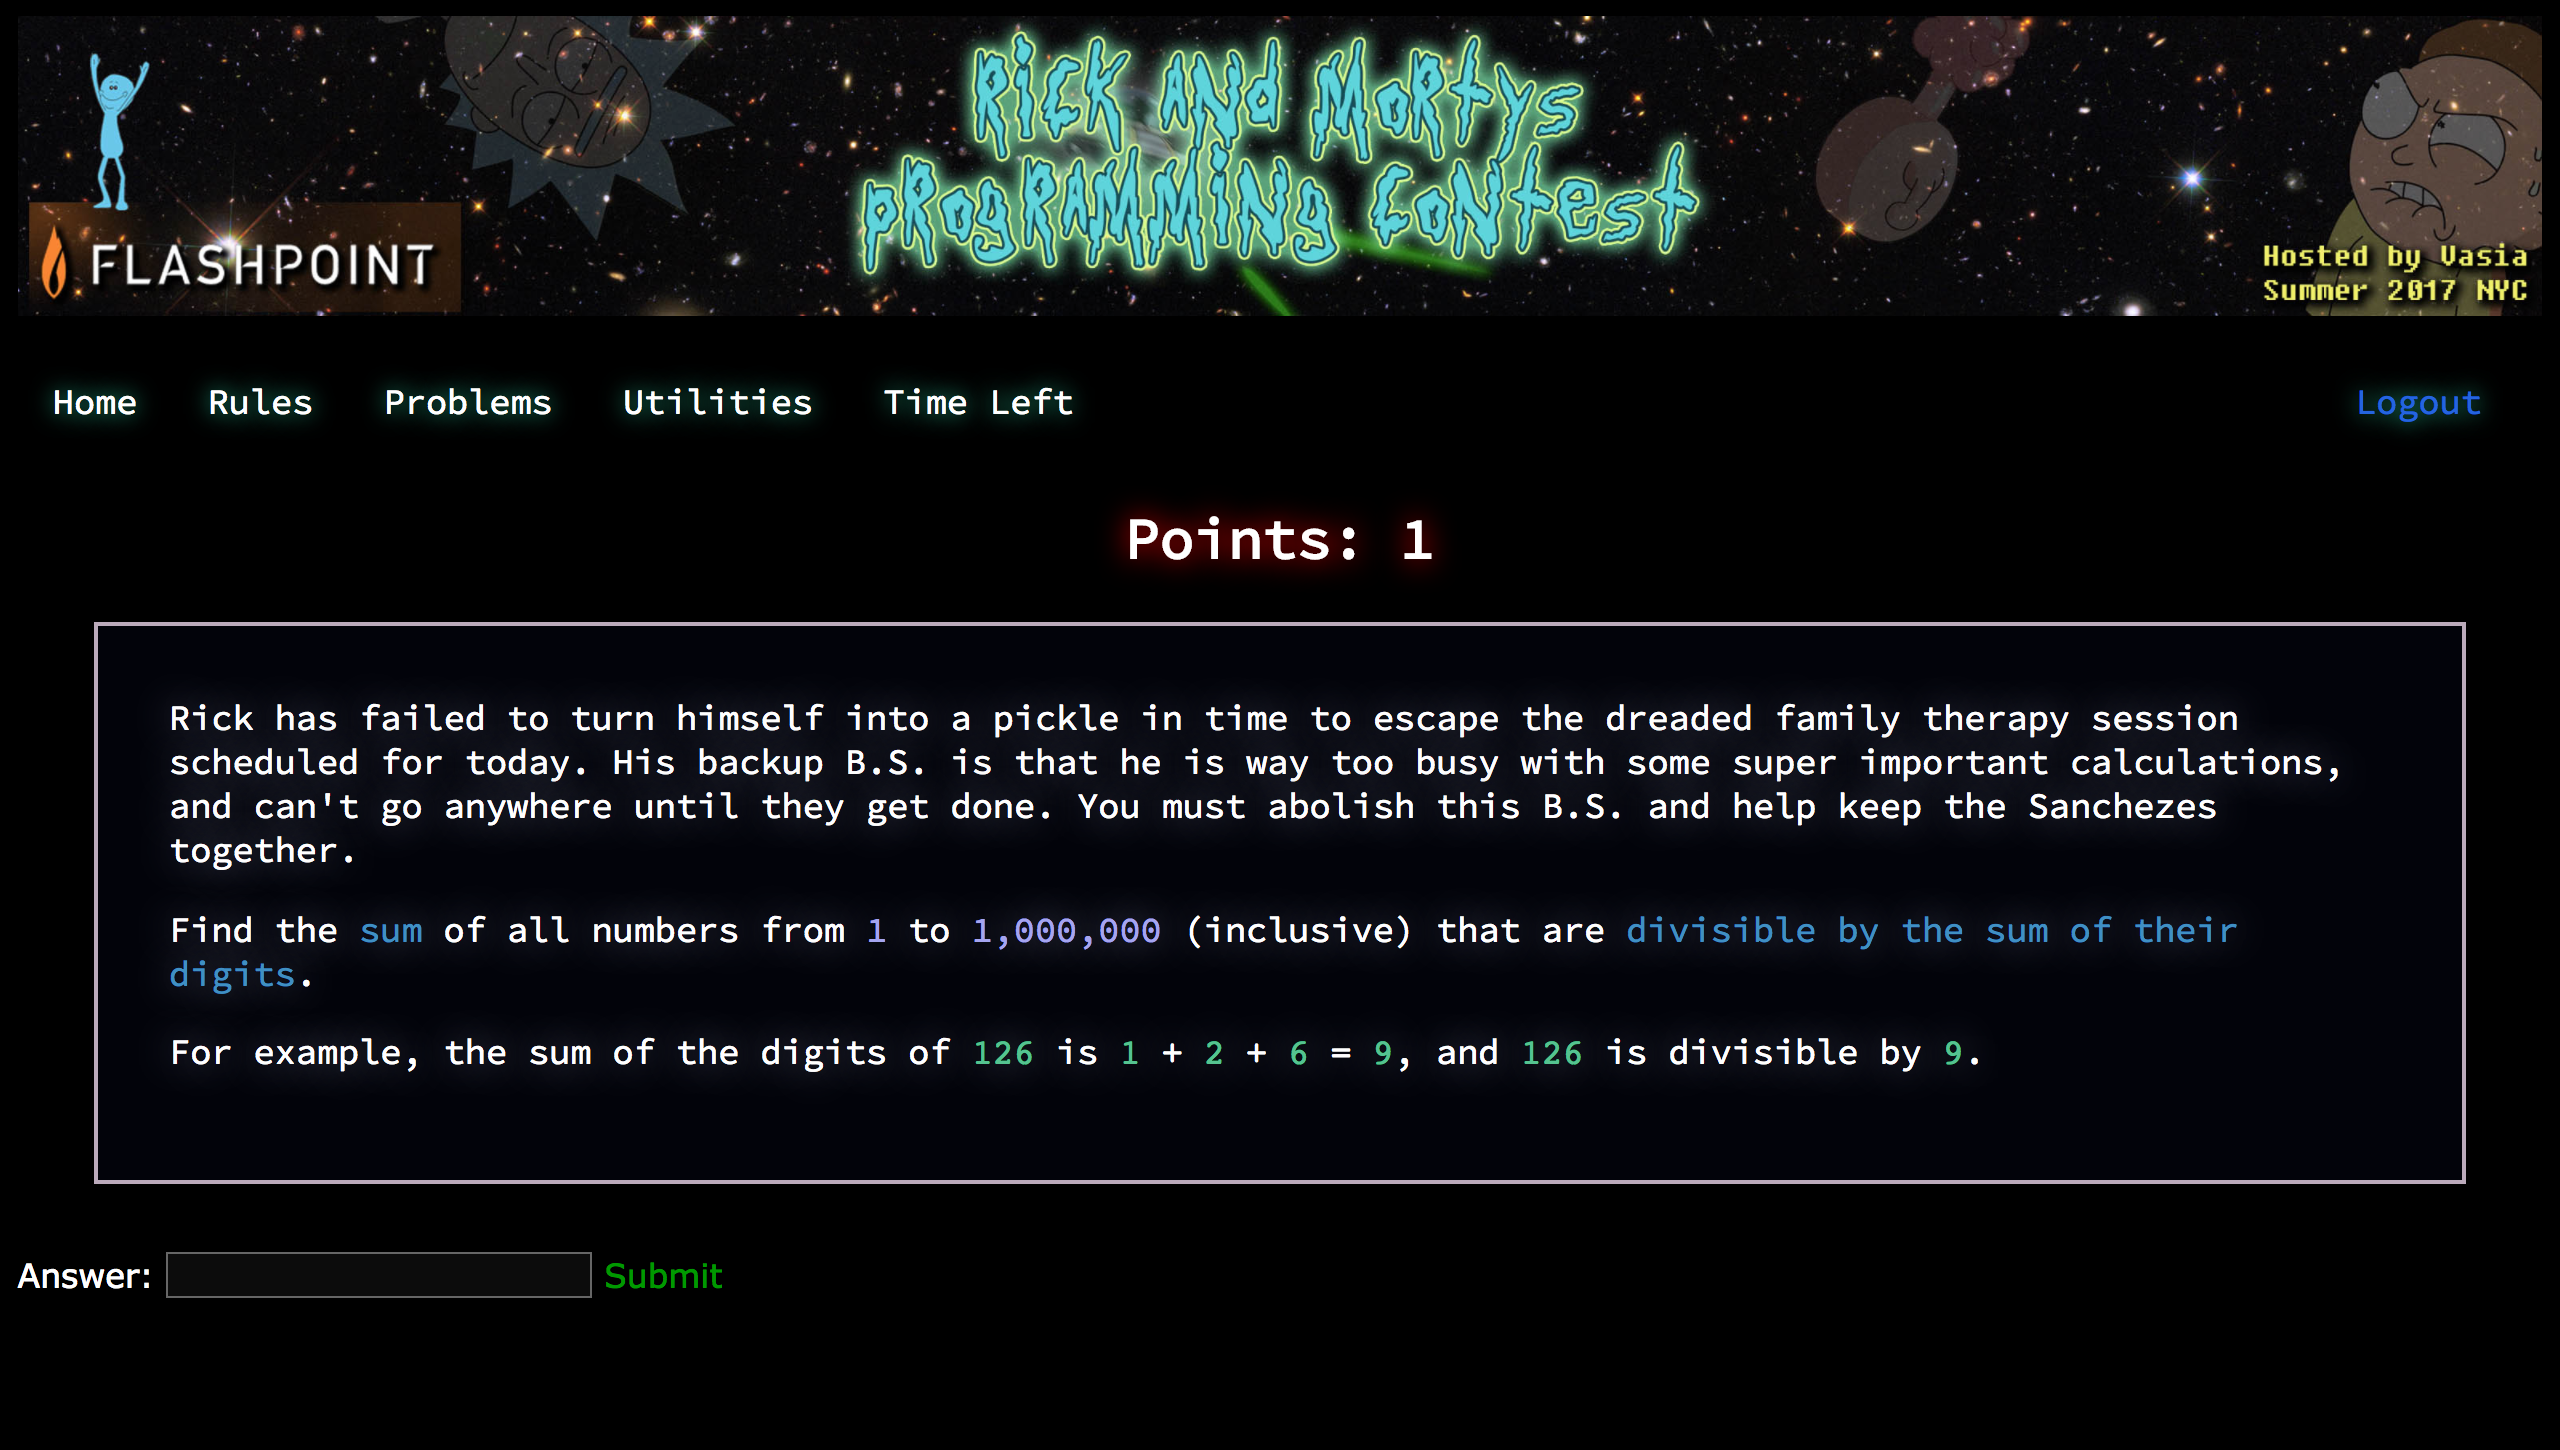 Rick and Mortys
Programming Contest
FLASHPOINT
Hosted by Vasia
Summer 2017 NYC
Home Rules Problems Utilities Time Left Logout
Points: 1
Rick has failed to turn himself into a pickle in time to escape the dreaded family therapy session
scheduled for today. His backup B.S. is that he is way too busy with some super important calculations,
and can't go anywhere until they get done. You must abolish this B.S. and help keep the Sanchezes
together.
Find the sum of all numbers from 1 to 1,000,000 (inclusive) that are divisible by the sum of their
digits.
For example, the sum of the digits of 126 is 1 + 2 + 6 = 9, and 126 is divisible by 9.
Answer: Submit